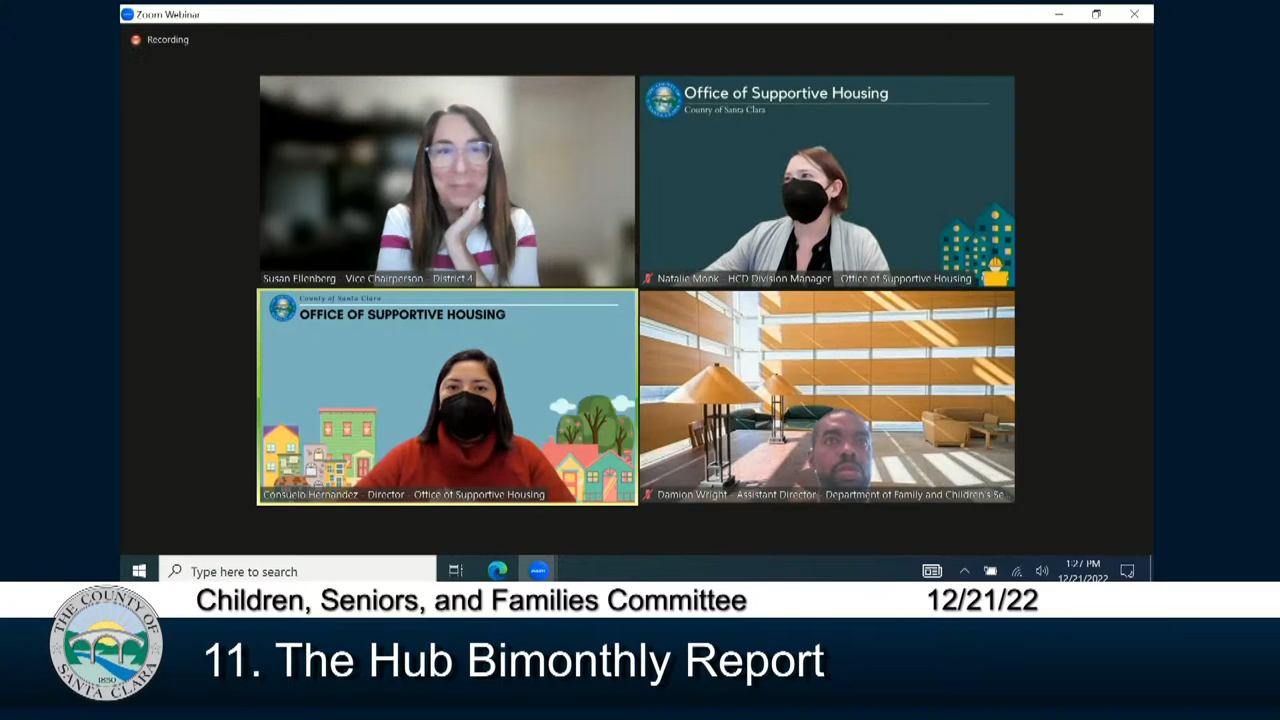 Zoom Webinar
Recording
Susan Ellenberg - Vice Chairperson - District 4
Office of Supportive Housing
County of Santa Clara
Natalie Monk - HCD Division Manager - Office of Supportive Housing
County of Santa Clara
OFFICE OF SUPPORTIVE HOUSING
Consuelo Hernandez - Director - Office of Supportive Housing
Damion Wright - Assistant Director - Department of Family and Children's Se...
Type here to search
1:27 PM
12/21/2022
THE COUNTY OF
SANTA CLARA
1850
Children, Seniors, and Families Committee
12/21/22
11. The Hub Bimonthly Report